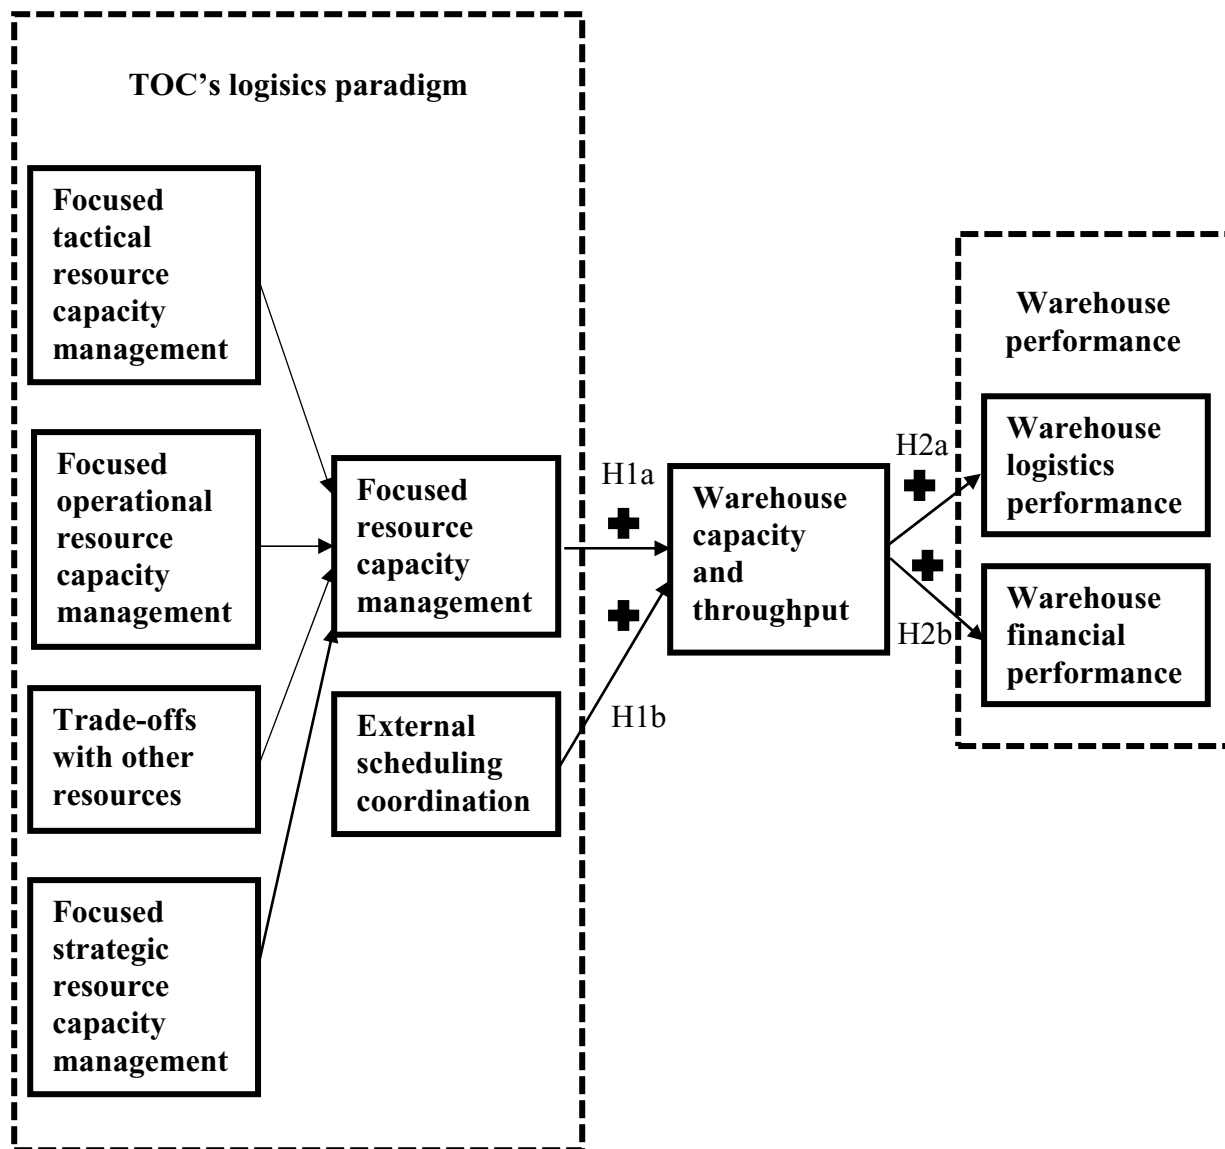 TOC’s logisics paradigm
Focused
tactical
resource
capacity
management
Focused
operational
resource
capacity
management
Trade-offs
with other
resources
Focused
strategic
resource
capacity
management
Focused
resource
capacity
management
External
scheduling
coordination
H1a
H1b
Warehouse
capacity
and
throughput
H2a
H2b
Warehouse
performance
Warehouse
logistics
performance
Warehouse
financial
performance